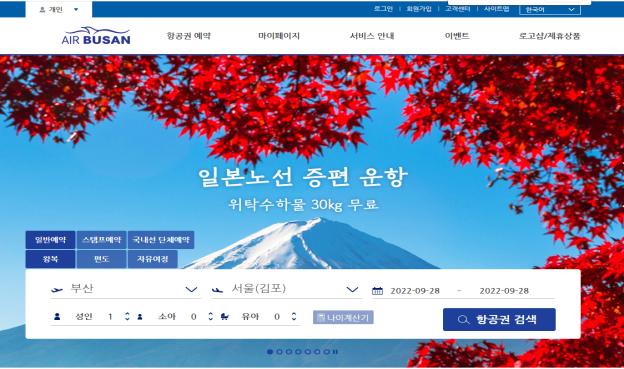 개인 로그인 회원가입 고객센터 사이트맵 한국어
AIR BUSAN 항공권 예약 마이페이지 서비스 안내 이벤트 로고샵/제휴상품
일본노선 증편 운항
위탁수하물 30kg 무료
일반예약 스탬프예약 국내선 단체예약
왕복 편도 자유여정
부산 서울(김포) 2022-09-28 - 2022-09-28
성인 1 소아 0 유아 0 나이계산기 항공권 검색